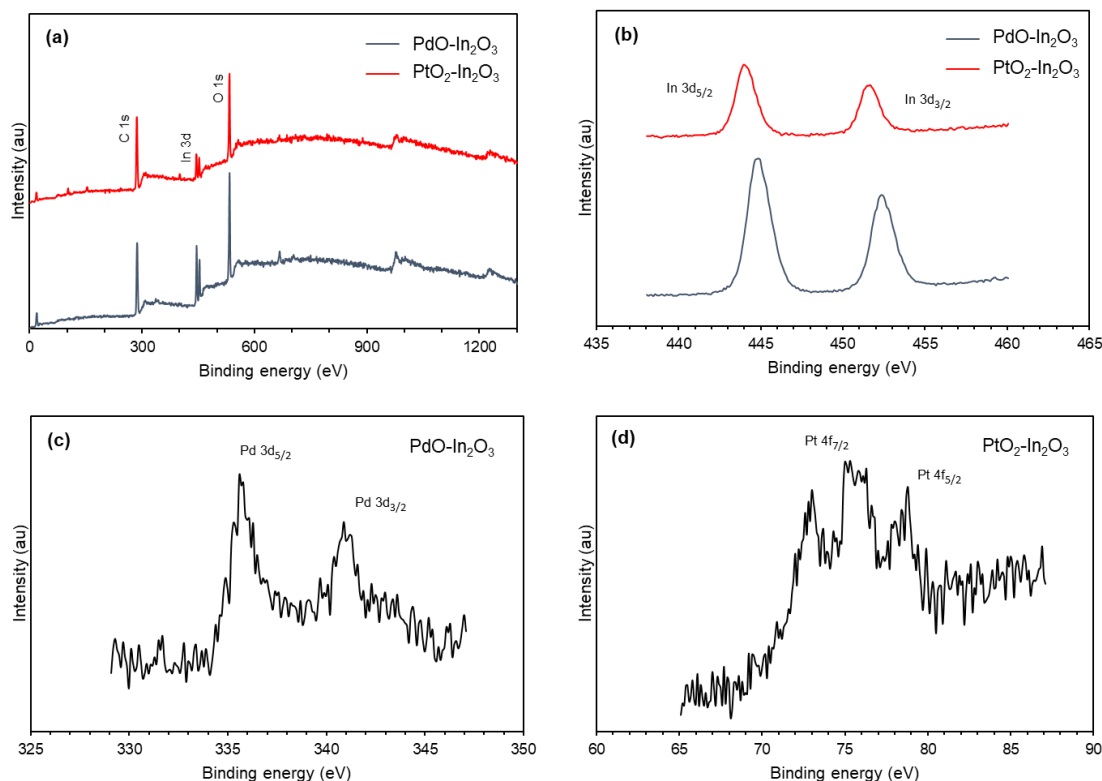 (a)
PdO-In₂O₃
PtO₂-In₂O₃
C 1s
In 3d
O 1s
Intensity (au)
0 300 600 900 1200
Binding energy (eV)
(b)
PdO-In₂O₃
PtO₂-In₂O₃
In 3d₅/₂
In 3d₃/₂
Intensity (au)
435 440 445 450 455 460 465
Binding energy (eV)
(c)
PdO-In₂O₃
Pd 3d₅/₂
Pd 3d₃/₂
Intensity (au)
325 330 335 340 345 350
Binding energy (eV)
(d)
PtO₂-In₂O₃
Pt 4f₇/₂
Pt 4f₅/₂
Intensity (au)
60 65 70 75 80 85 90
Binding energy (eV)